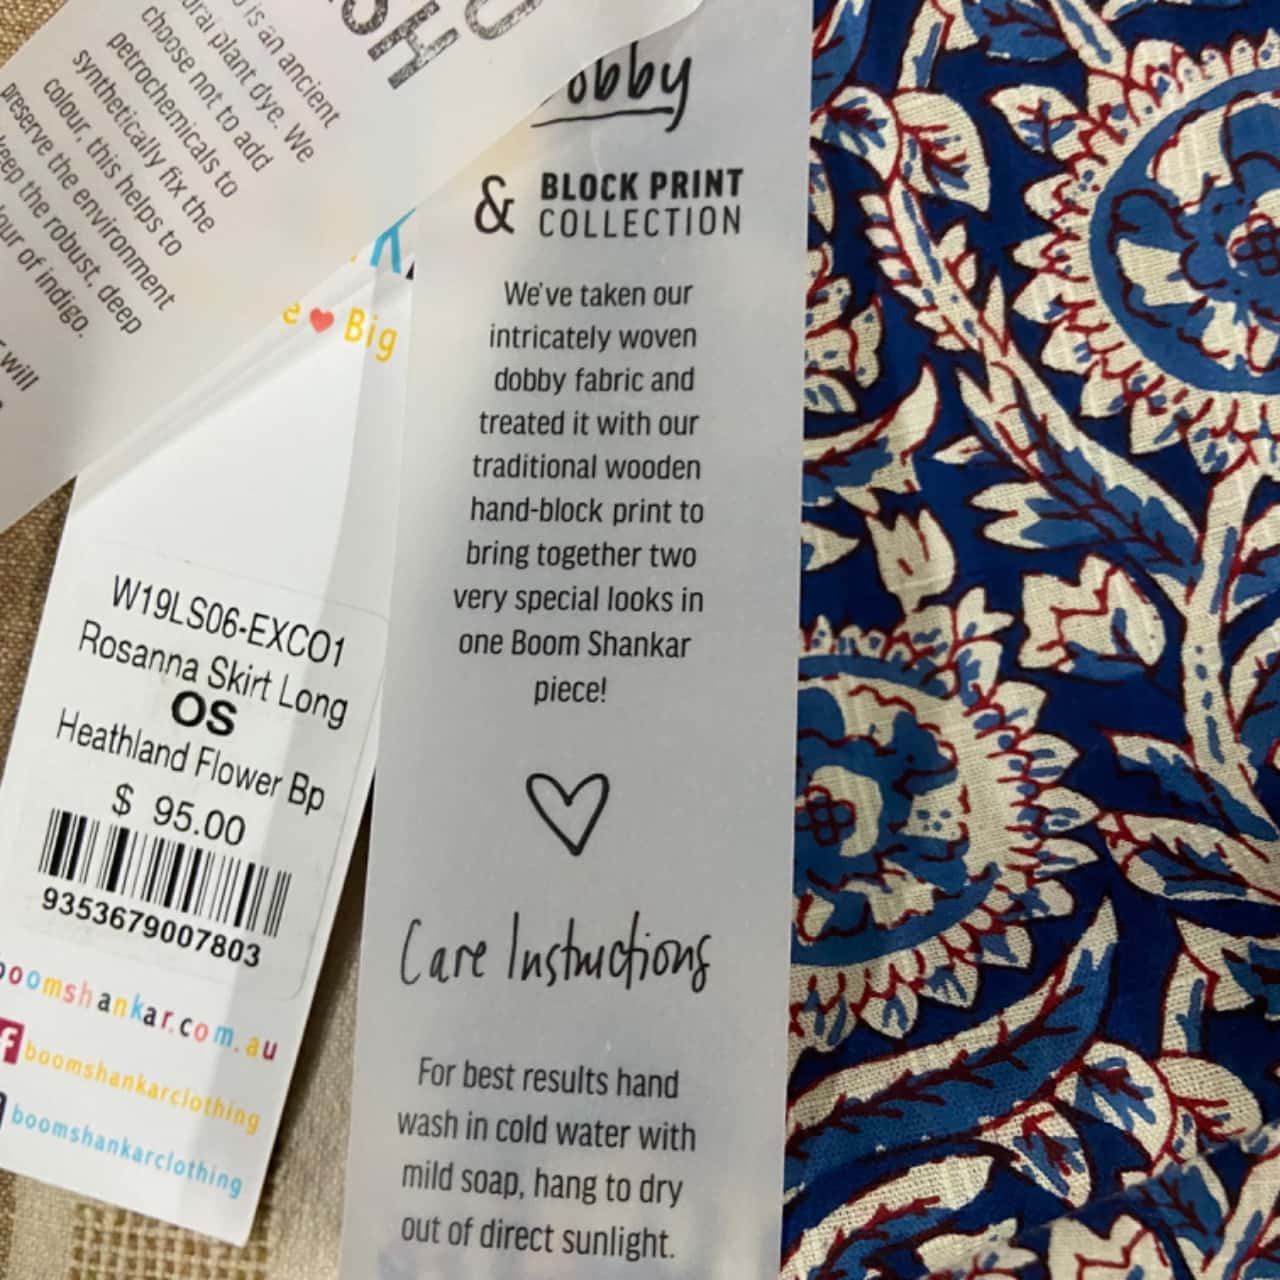 is an ancient
plant dye. We
choose not to add
petrochemicals to
synthetically fix the
colour, this helps to
preserve the environment
keep the robust, deep
of indigo.
will
& BLOCK PRINT
COLLECTION
We've taken our
intricately woven
dobby fabric and
treated it with our
traditional wooden
hand-block print to
bring together two
very special looks in
one Boom Shankar
piece!
Care Instructions
For best results hand
wash in cold water with
mild soap, hang to dry
out of direct sunlight.
Big
W19LS06-EXCO1
Rosanna Skirt Long
OS
Heathland Flower Bp
$ 95.00
9353679007803
boomshankar.com.au
boomshankarclothing
boomshankarclothing